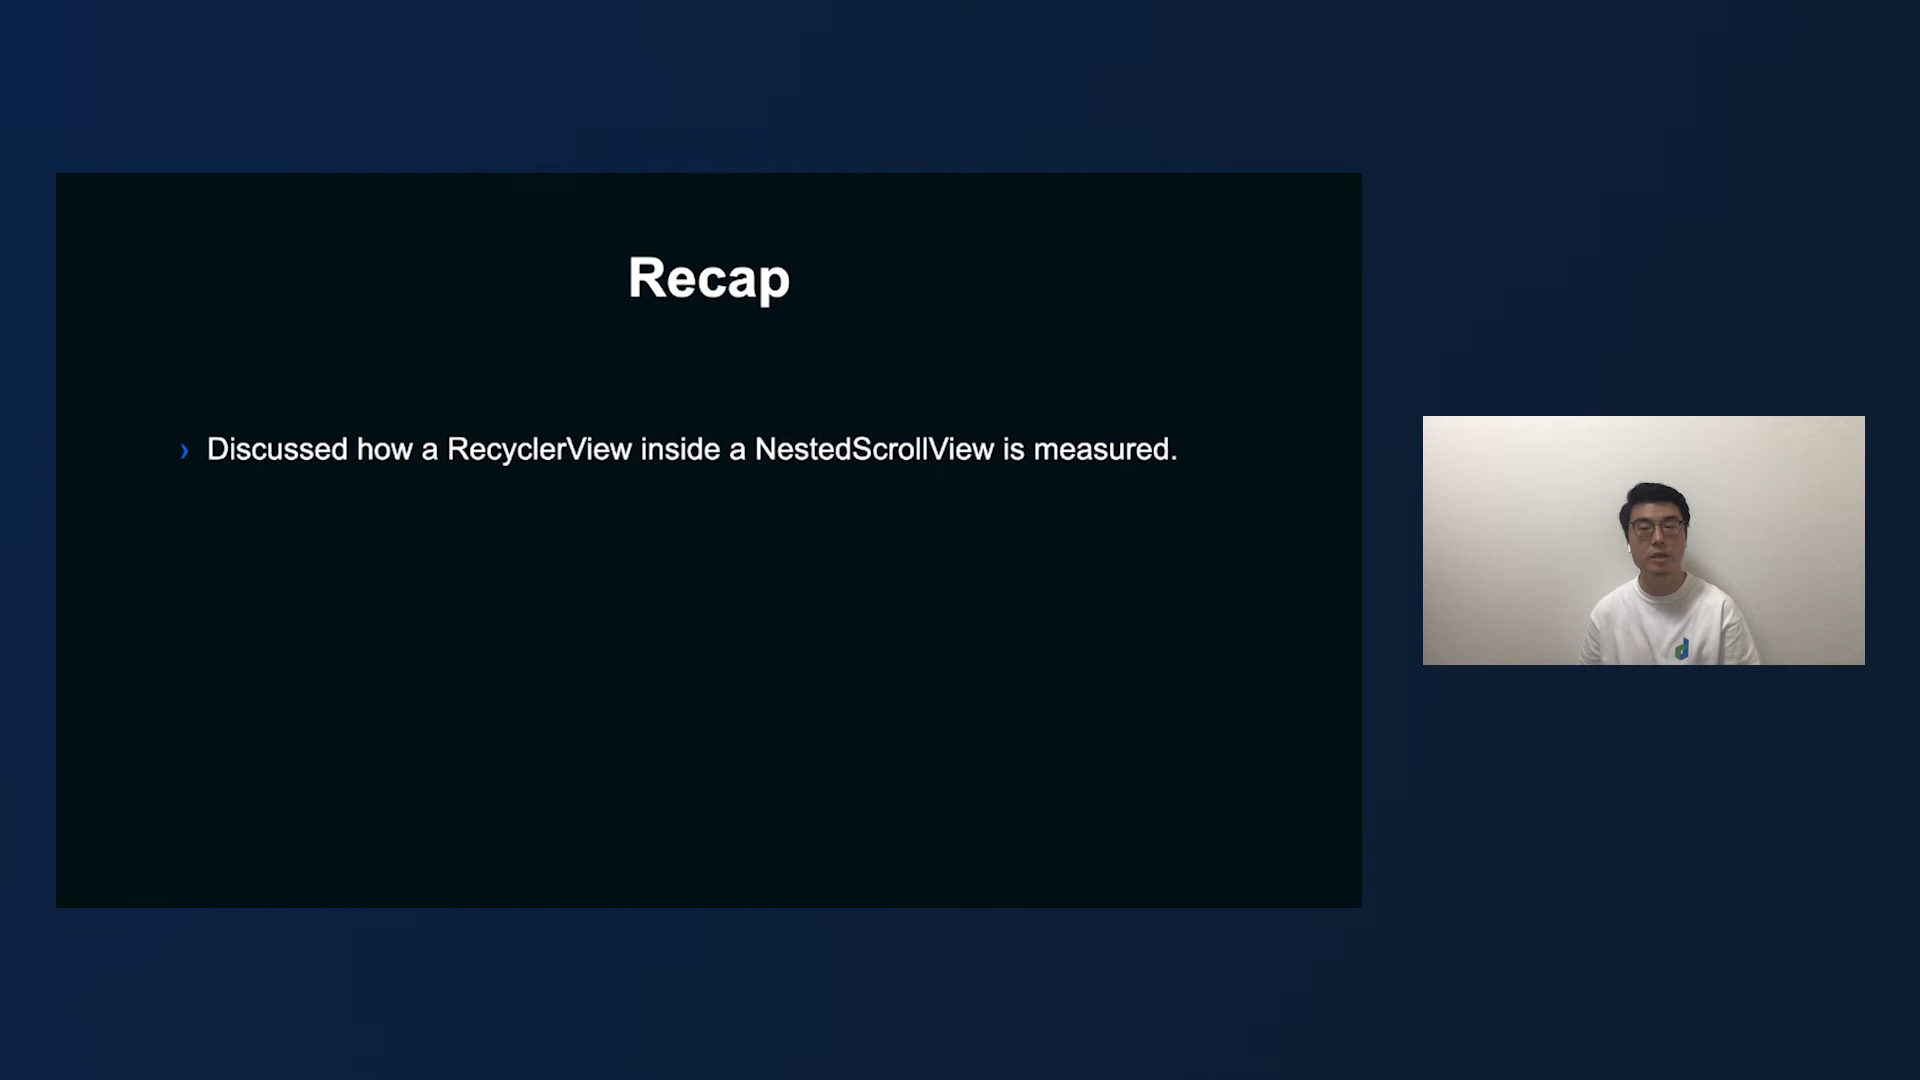 Recap
› Discussed how a RecyclerView inside a NestedScrollView is measured.